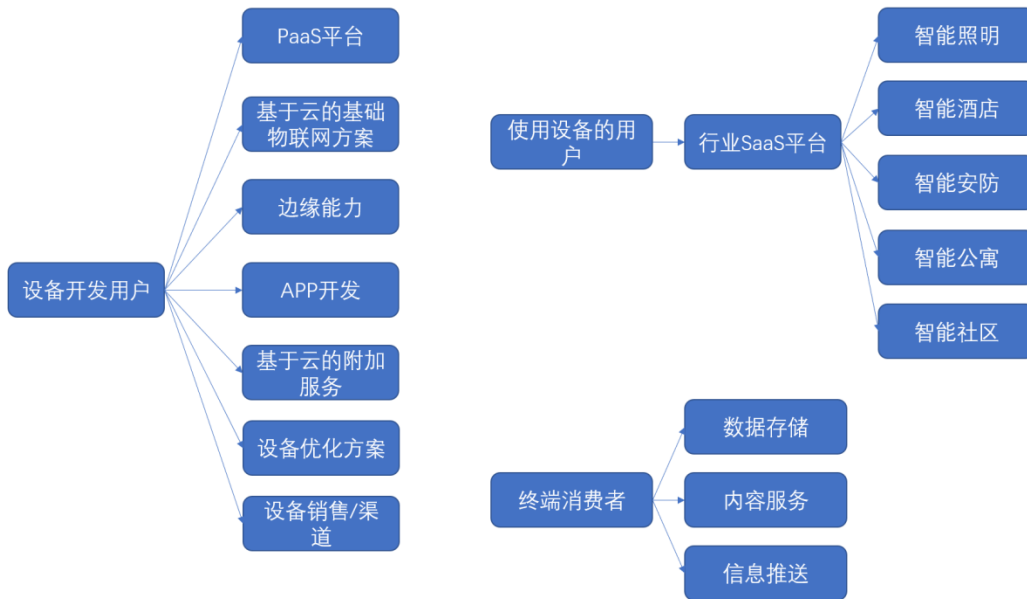 PaaS平台
基于云的基础
物联网方案
边缘能力
设备开发用户
APP开发
基于云的附加
服务
设备优化方案
设备销售/渠
道
使用设备的用
户
行业SaaS平台
智能照明
智能酒店
智能安防
智能公寓
智能社区
终端消费者
数据存储
内容服务
信息推送